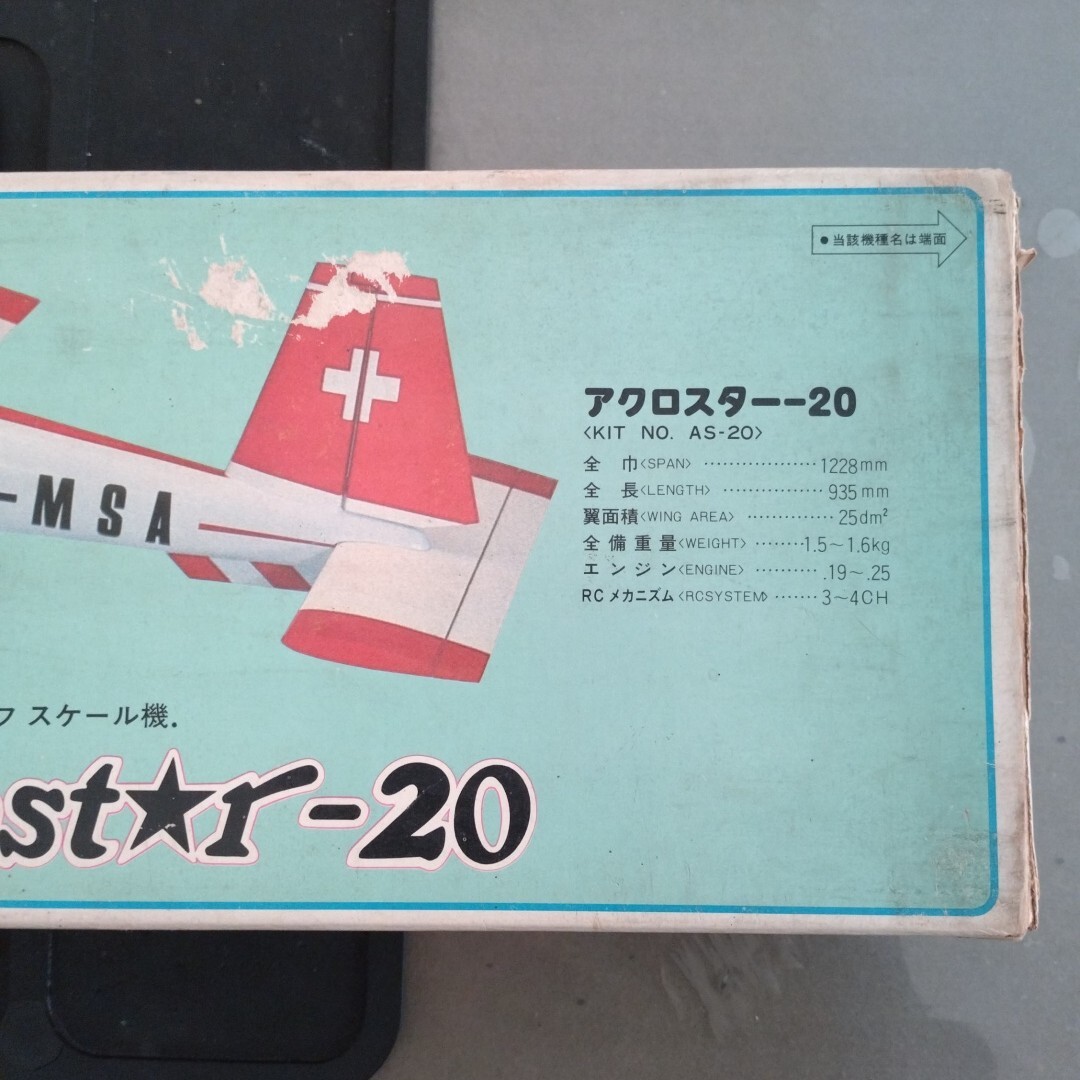 ●当該機種名は端面
アクロスター-20
〈KIT NO. AS-20〉
全巾〈SPAN〉 ・・・・・・・・・・・・・・・・・・ 1228mm
全長〈LENGTH〉 ・・・・・・・・・・・・・・・・ 935mm
翼面積〈WING AREA〉 ・・・・・・・・・・・・・・ 25dm²
全備重量〈WEIGHT〉 ・・・・・・・・ 1.5〜1.6kg
エンジン〈ENGINE〉 ・・・・・・・・・・ .19〜.25
RCメカニズム〈RCSYSTEM〉 ・・・・・・・ 3〜4CH
-MSA
フスケール機.
st★r-20